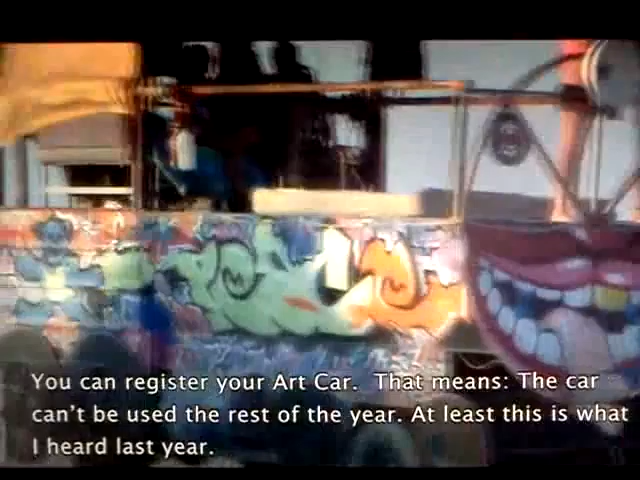 You can register your Art Car.  That means: The car
can't be used the rest of the year. At least this is what
I heard last year.